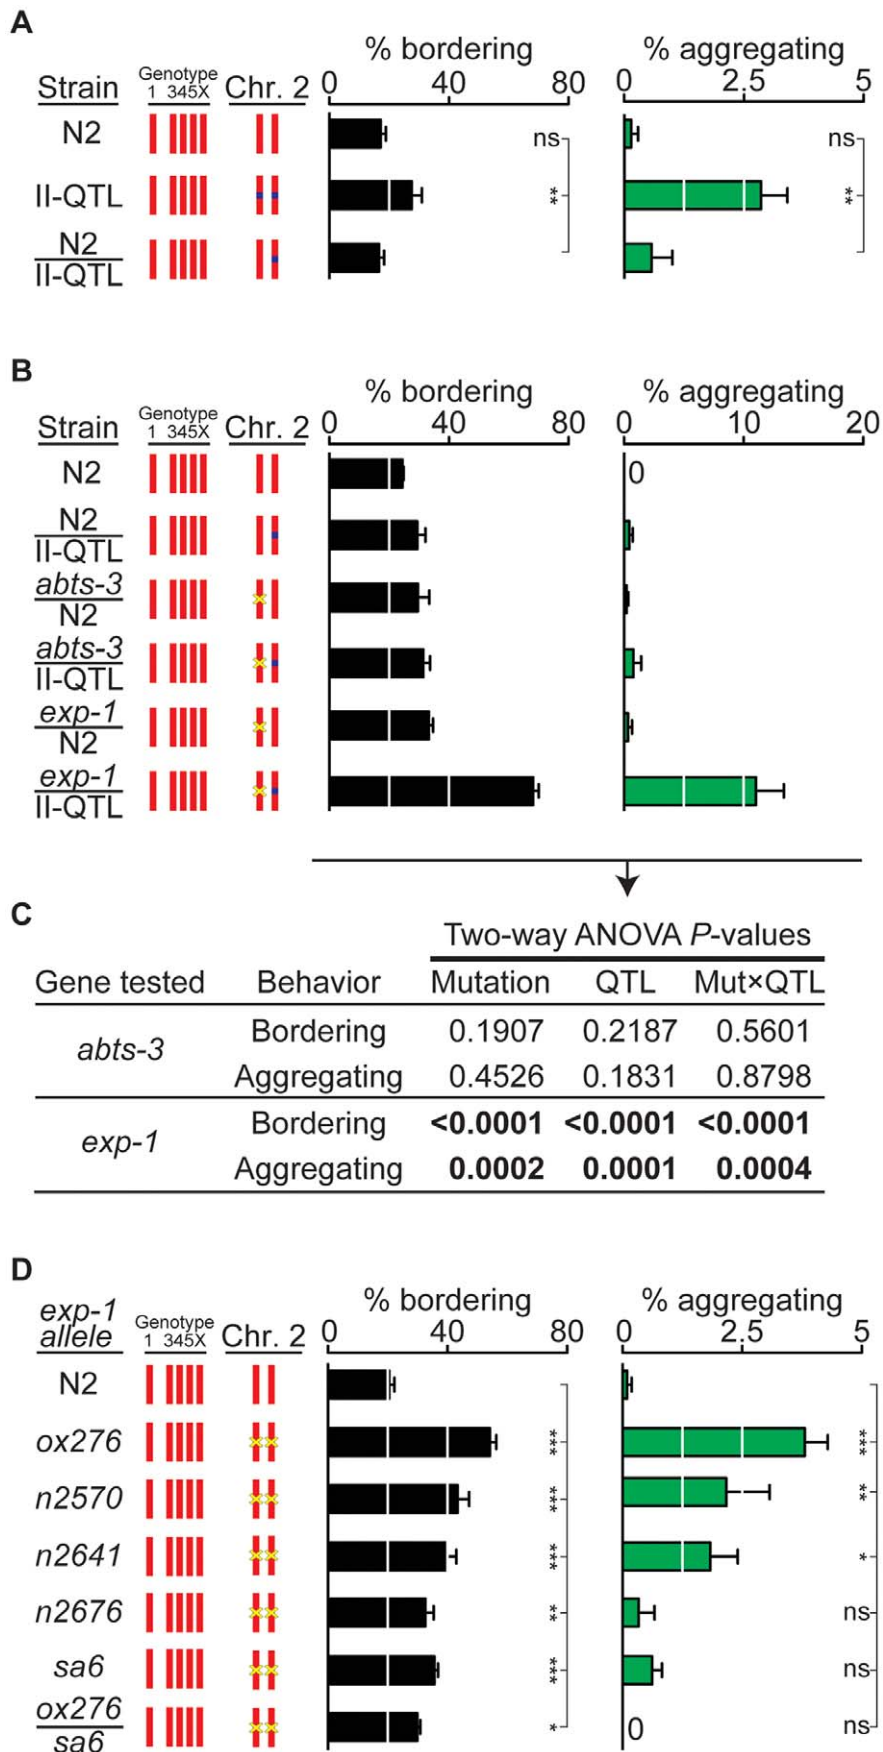 A
% bordering % aggregating
Strain Genotype 1 345X Chr. 2 0 40 80 0 2.5 5
N2 ns ns
II-QTL ** **
N2
II-QTL
B
% bordering % aggregating
Strain Genotype 1 345X Chr. 2 0 40 80 0 10 20
N2 0
N2
II-QTL
abts-3
N2
abts-3
II-QTL
exp-1
N2
exp-1
II-QTL
C
Two-way ANOVA P-values
Gene tested Behavior Mutation QTL Mut×QTL
abts-3
Bordering 0.1907 0.2187 0.5601
Aggregating 0.4526 0.1831 0.8798
exp-1
Bordering <0.0001 <0.0001 <0.0001
Aggregating 0.0002 0.0001 0.0004
D
% bordering % aggregating
exp-1
allele Genotype 1 345X Chr. 2 0 40 80 0 2.5 5
N2
ox276 *** ***
n2570 *** **
n2641 *** *
n2676 ** ns
sa6 *** ns
ox276
sa6 * 0 ns